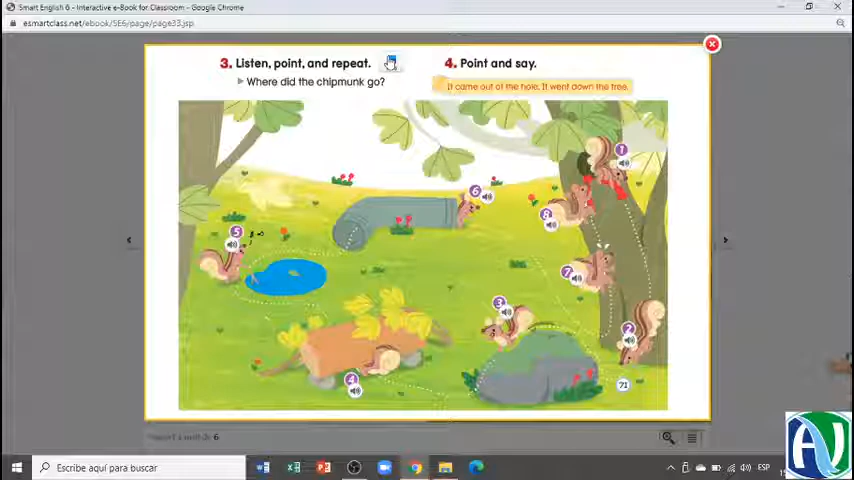 Smart English 6 - Interactive e-Book for Classroom - Google Chrome
esmartclass.net/ebook/SE6/page/page33.jsp
3. Listen, point, and repeat.
Where did the chipmunk go?
4. Point and say.
It came out of the hole. It went down the tree.
1
6
8
5
7
3
2
4
71
6
Escribe aquí para buscar
ESP